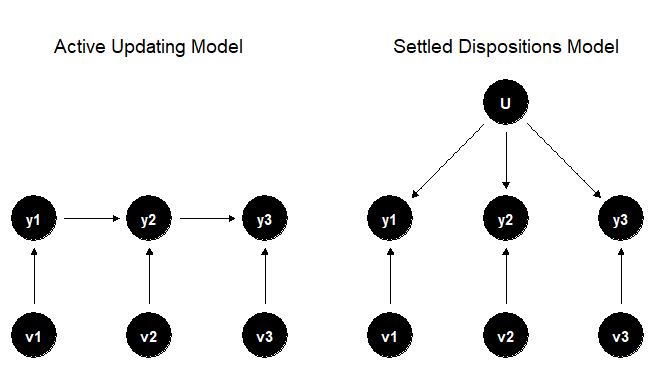 Active Updating Model
Settled Dispositions Model
U
y1 y2 y3
y1 y2 y3
v1 v2 v3
v1 v2 v3